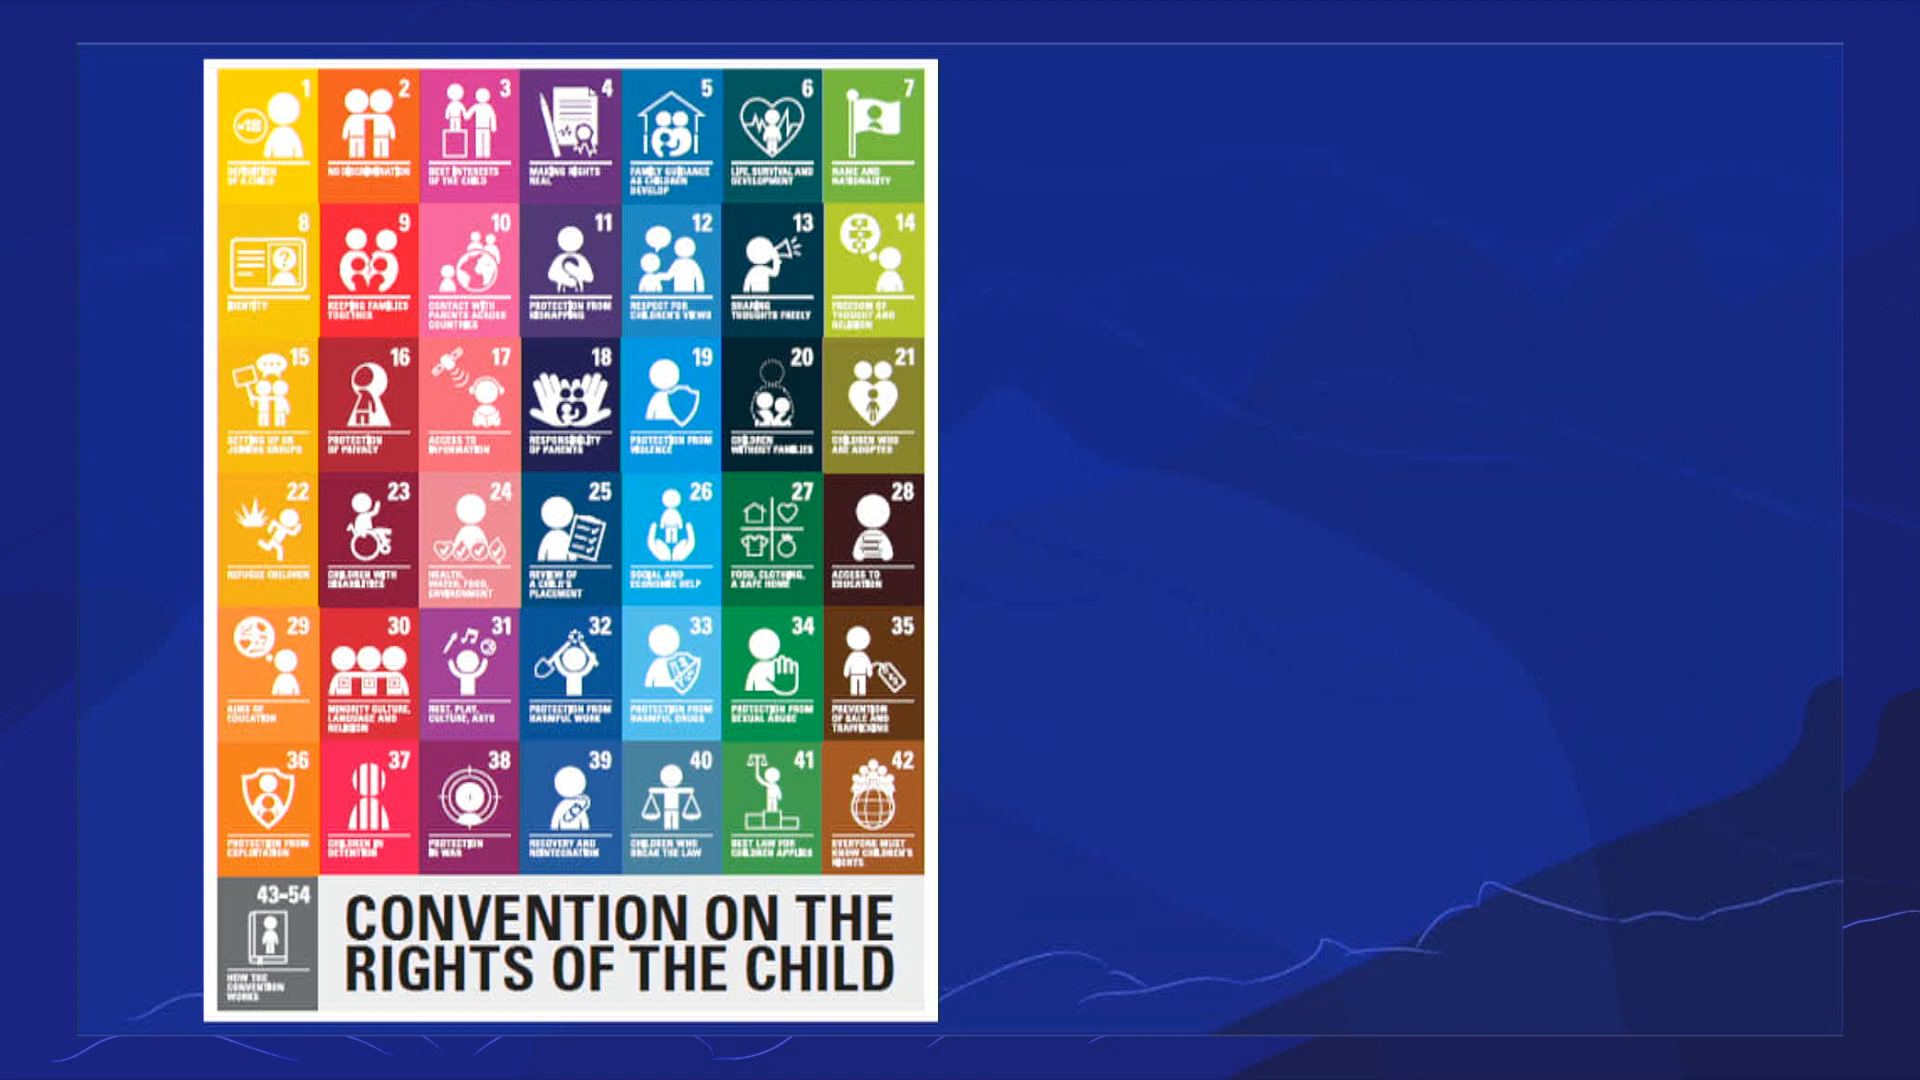 1
<18
DEFINITION
OF A CHILD
2
NO DISCRIMINATION
3
BEST INTERESTS
OF THE CHILD
4
MAKING RIGHTS
REAL
5
FAMILY GUIDANCE
AS CHILDREN
DEVELOP
6
LIFE, SURVIVAL AND
DEVELOPMENT
7
NAME AND
NATIONALITY
8
?
IDENTITY
9
KEEPING FAMILIES
TOGETHER
10
CONTACT WITH
PARENTS ACROSS
COUNTRIES
11
PROTECTION FROM
KIDNAPPING
12
RESPECT FOR
CHILDREN'S VIEWS
13
SHARING
THOUGHTS FREELY
14
FREEDOM OF
THOUGHT AND
RELIGION
15
SETTING UP OR
JOINING GROUPS
16
PROTECTION
OF PRIVACY
17
ACCESS TO
INFORMATION
18
RESPONSIBILITY
OF PARENTS
19
PROTECTION FROM
VIOLENCE
20
CHILDREN
WITHOUT FAMILIES
21
CHILDREN WHO
ARE ADOPTED
22
REFUGEE CHILDREN
23
CHILDREN WITH
DISABILITIES
24
HEALTH,
WATER, FOOD,
ENVIRONMENT
25
REVIEW OF
A CHILD'S
PLACEMENT
26
SOCIAL AND
ECONOMIC HELP
27
FOOD, CLOTHING,
A SAFE HOME
28
ACCESS TO
EDUCATION
29
AIMS OF
EDUCATION
30
MINORITY CULTURE,
LANGUAGE AND
RELIGION
31
REST, PLAY,
CULTURE, ARTS
32
PROTECTION FROM
HARMFUL WORK
33
PROTECTION FROM
HARMFUL DRUGS
34
PROTECTION FROM
SEXUAL ABUSE
35
PREVENTION
OF SALE AND
TRAFFICKING
36
PROTECTION FROM
EXPLOITATION
37
CHILDREN IN
DETENTION
38
PROTECTION
IN WAR
39
RECOVERY AND
REINTEGRATION
40
CHILDREN WHO
BREAK THE LAW
41
BEST LAW FOR
CHILDREN APPLIES
42
EVERYONE MUST
KNOW CHILDREN'S
RIGHTS
43–54
HOW THE
CONVENTION
WORKS
CONVENTION ON THE
RIGHTS OF THE CHILD